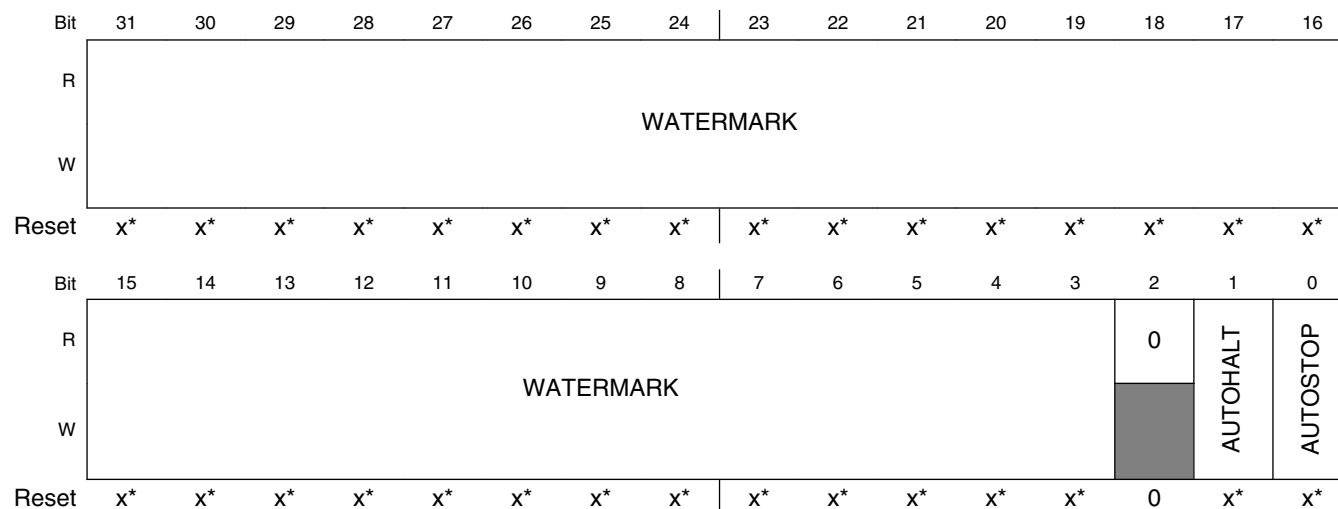 Bit 31 30 29 28 27 26 25 24 23 22 21 20 19 18 17 16
R
WATERMARK
W
Reset x* x* x* x* x* x* x* x* x* x* x* x* x* x* x* x*
Bit 15 14 13 12 11 10 9 8 7 6 5 4 3 2 1 0
R 0
WATERMARK AUTOHALT AUTOSTOP
W
Reset x* x* x* x* x* x* x* x* x* x* x* x* x* 0 x* x*